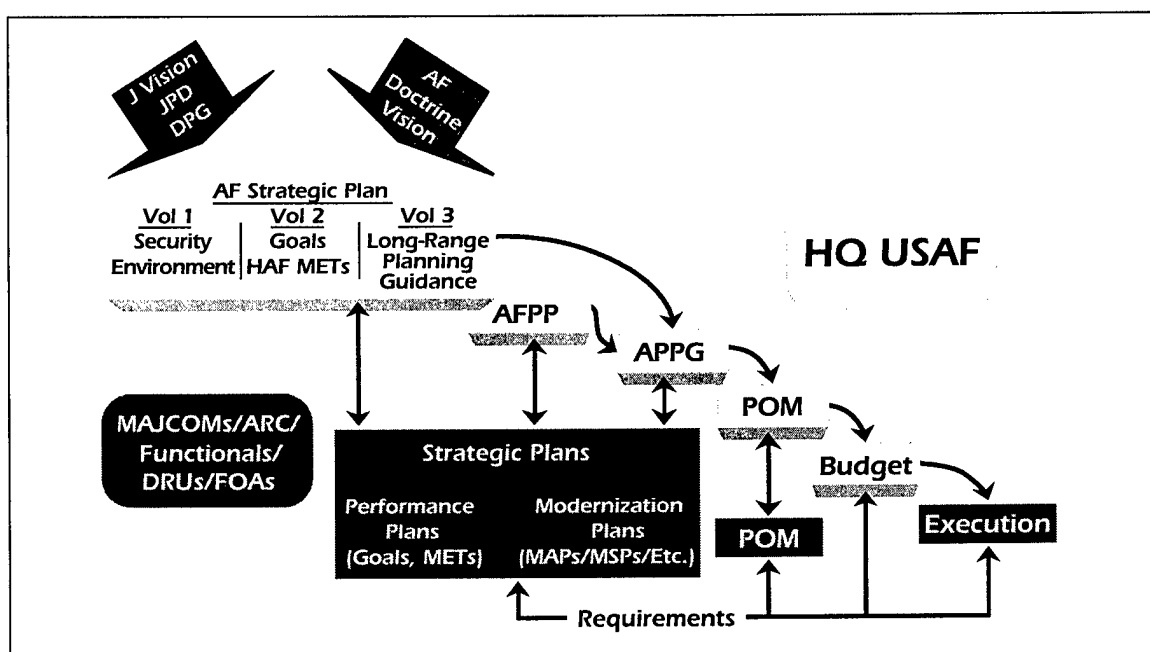 J Vision
JPD
DPG
AF
Doctrine
Vision
AF Strategic Plan
Vol 1
Security
Environment
Vol 2
Goals
HAF METs
Vol 3
Long-Range
Planning
Guidance
HQ USAF
AFPP
APPG
POM
Budget
Execution
MAJCOMs/ARC/
Functionals/
DRUs/FOAs
Strategic Plans
Performance
Plans
(Goals, METs)
Modernization
Plans
(MAPs/MSPs/Etc.)
POM
Requirements